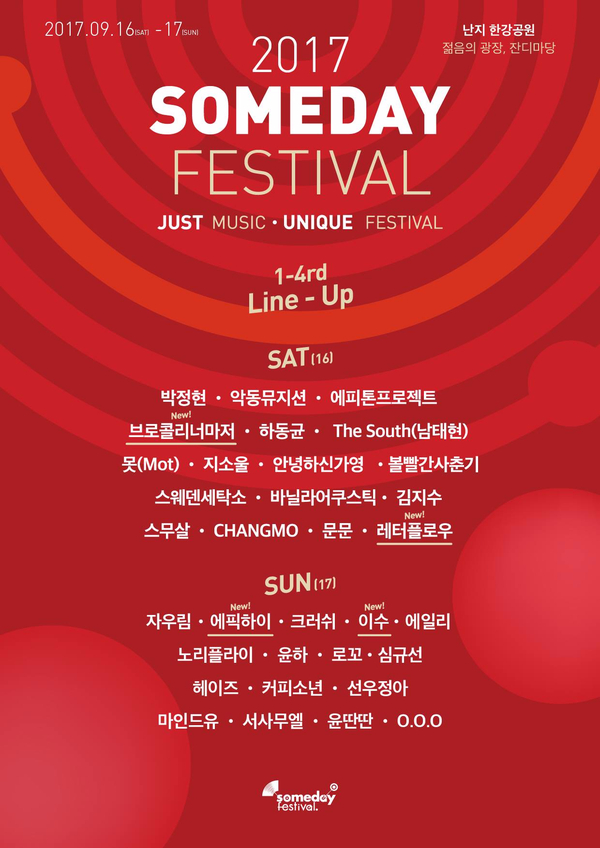 2017.09.16(SAT) -17(SUN)
난지 한강공원
젊음의 광장, 잔디마당
2017
SOMEDAY
FESTIVAL
JUST MUSIC · UNIQUE FESTIVAL
1-4rd
Line - Up
SAT(16)
박정현 · 악동뮤지션 · 에피톤프로젝트
New!
브로콜리너마저 · 하동균 · The South(남태현)
못(Mot) · 지소울 · 안녕하신가영 · 볼빨간사춘기
스웨덴세탁소 · 바닐라어쿠스틱 · 김지수
New!
스무살 · CHANGMO · 문문 · 레터플로우
SUN(17)
New! New!
자우림 · 에픽하이 · 크러쉬 · 이수 · 에일리
노리플라이 · 윤하 · 로꼬 · 심규선
헤이즈 · 커피소년 · 선우정아
마인드유 · 서사무엘 · 윤딴딴 · O.O.O
someday
festival.